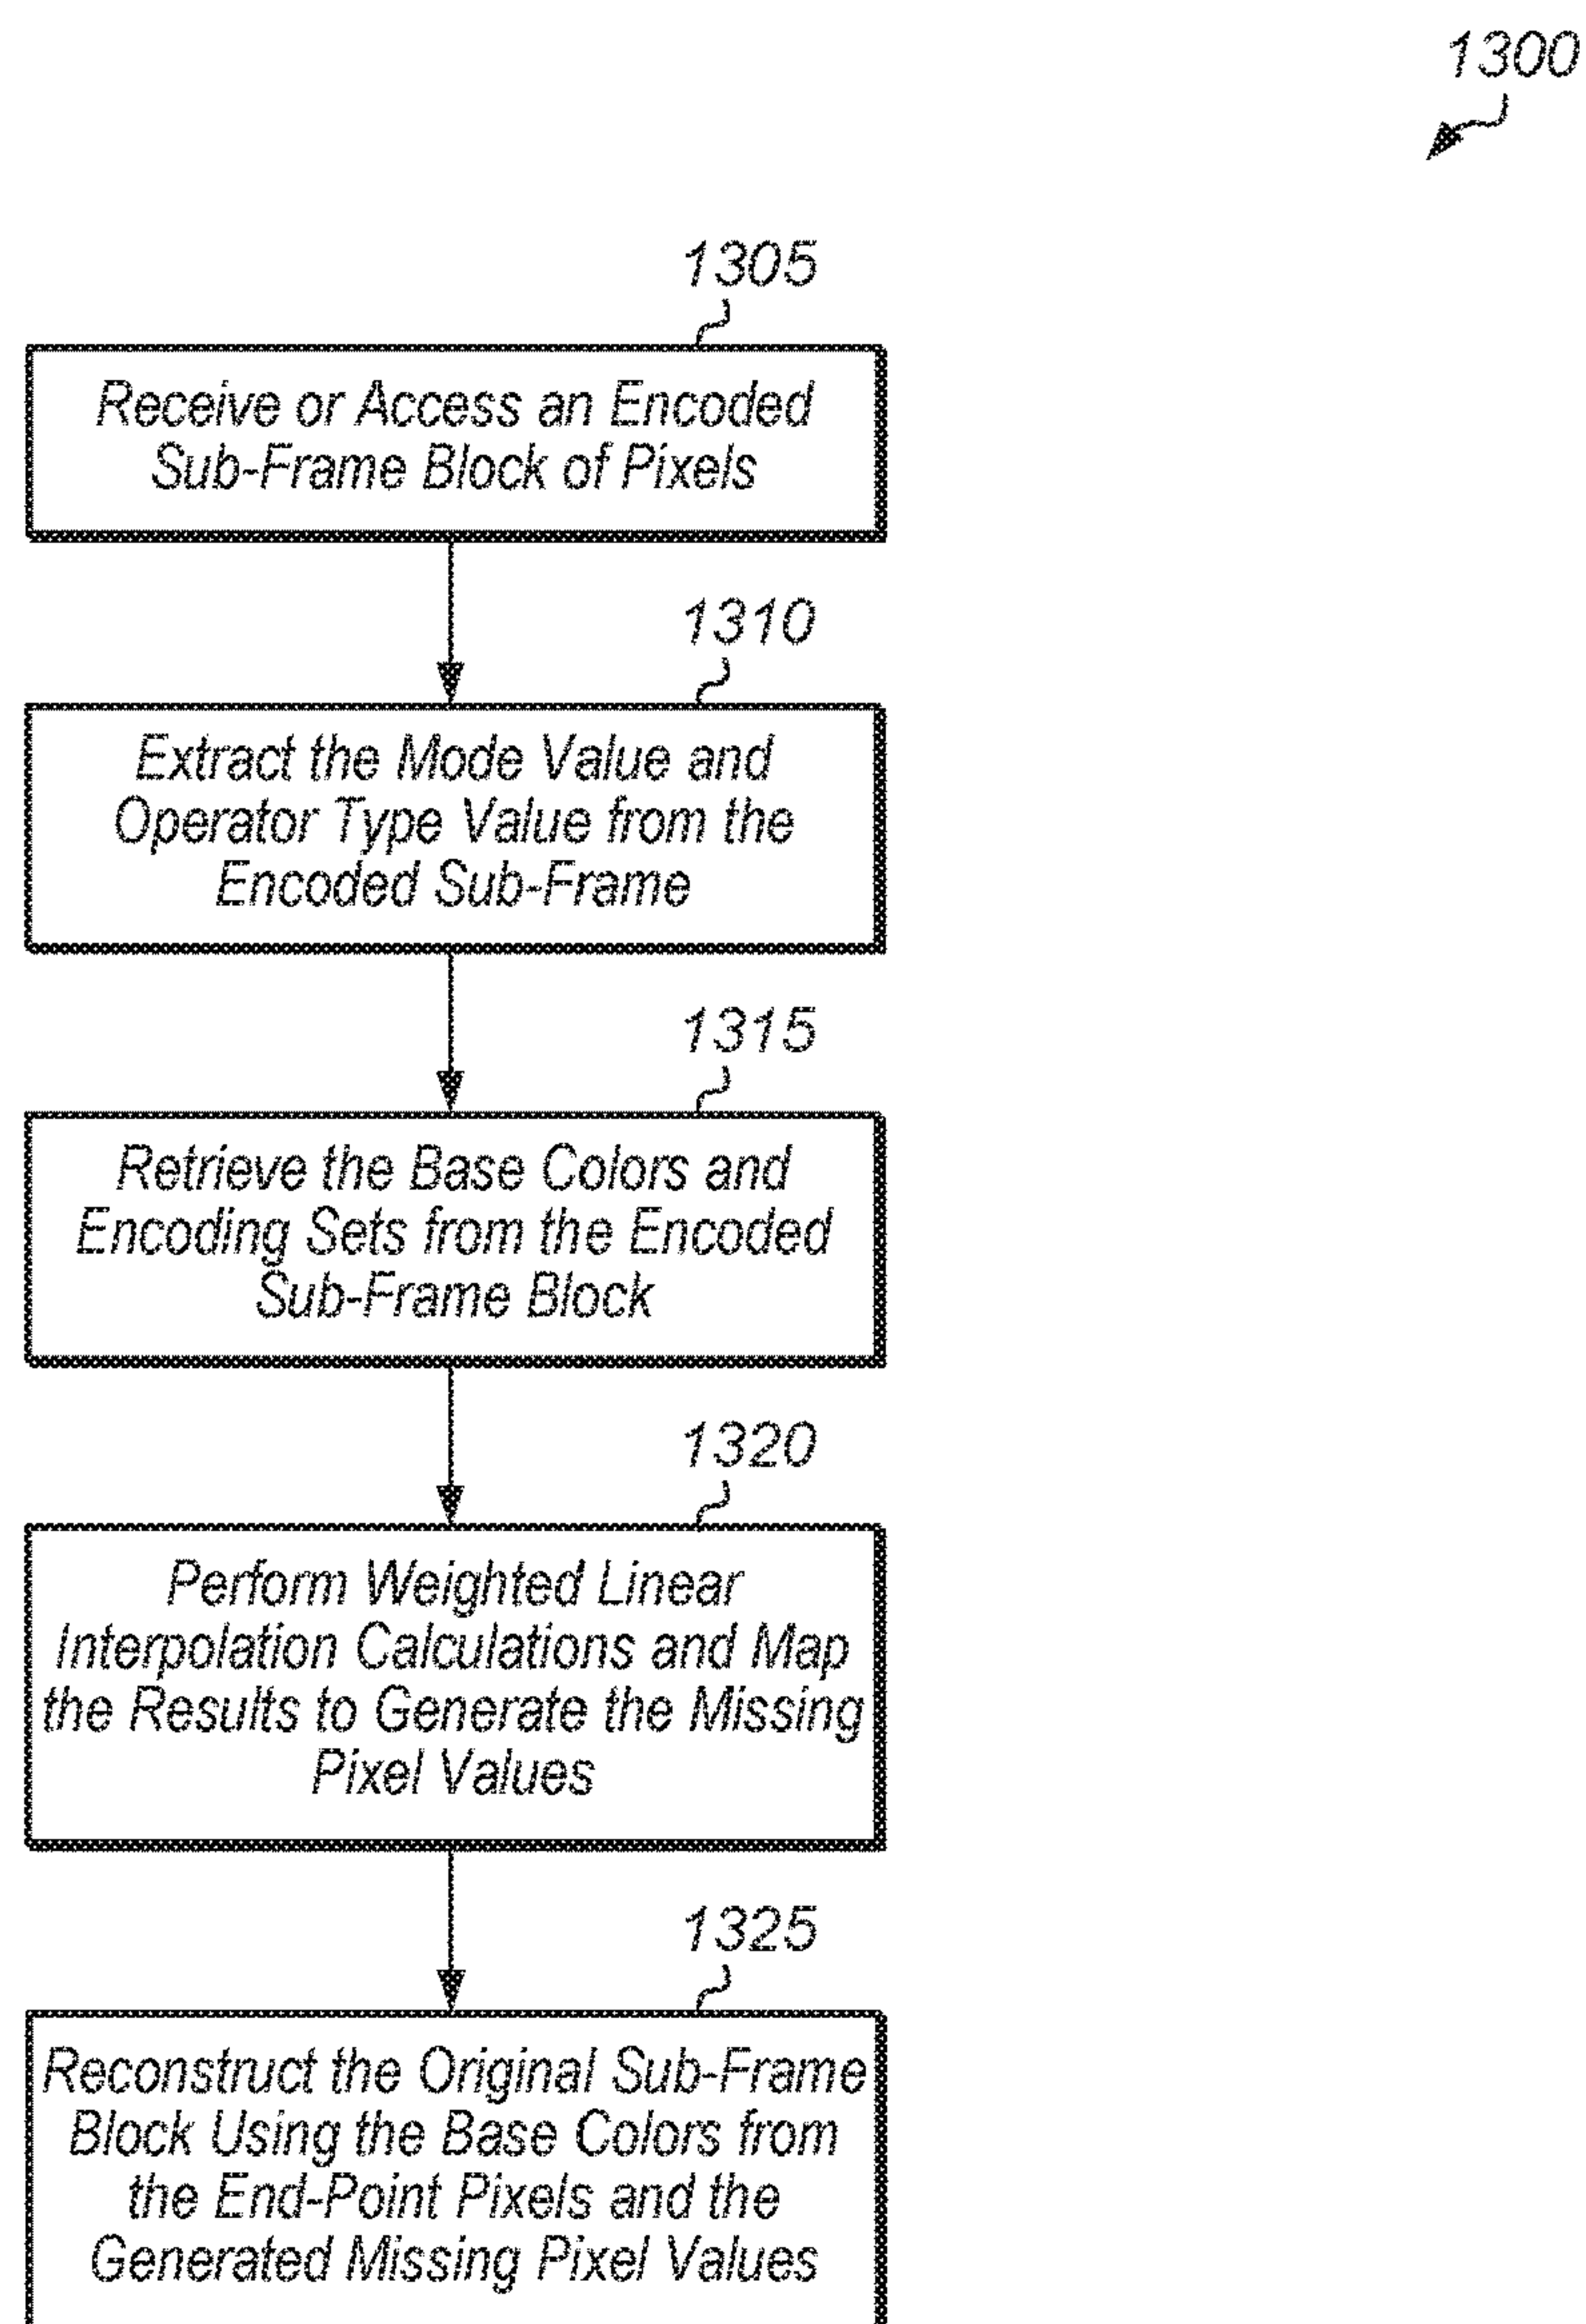 1300
1305
Receive or Access an Encoded
Sub-Frame Block of Pixels
1310
Extract the Mode Value and
Operator Type Value from the
Encoded Sub-Frame
1315
Retrieve the Base Colors and
Encoding Sets from the Encoded
Sub-Frame Block
1320
Perform Weighted Linear
Interpolation Calculations and Map
the Results to Generate the Missing
Pixel Values
1325
Reconstruct the Original Sub-Frame
Block Using the Base Colors from
the End-Point Pixels and the
Generated Missing Pixel Values